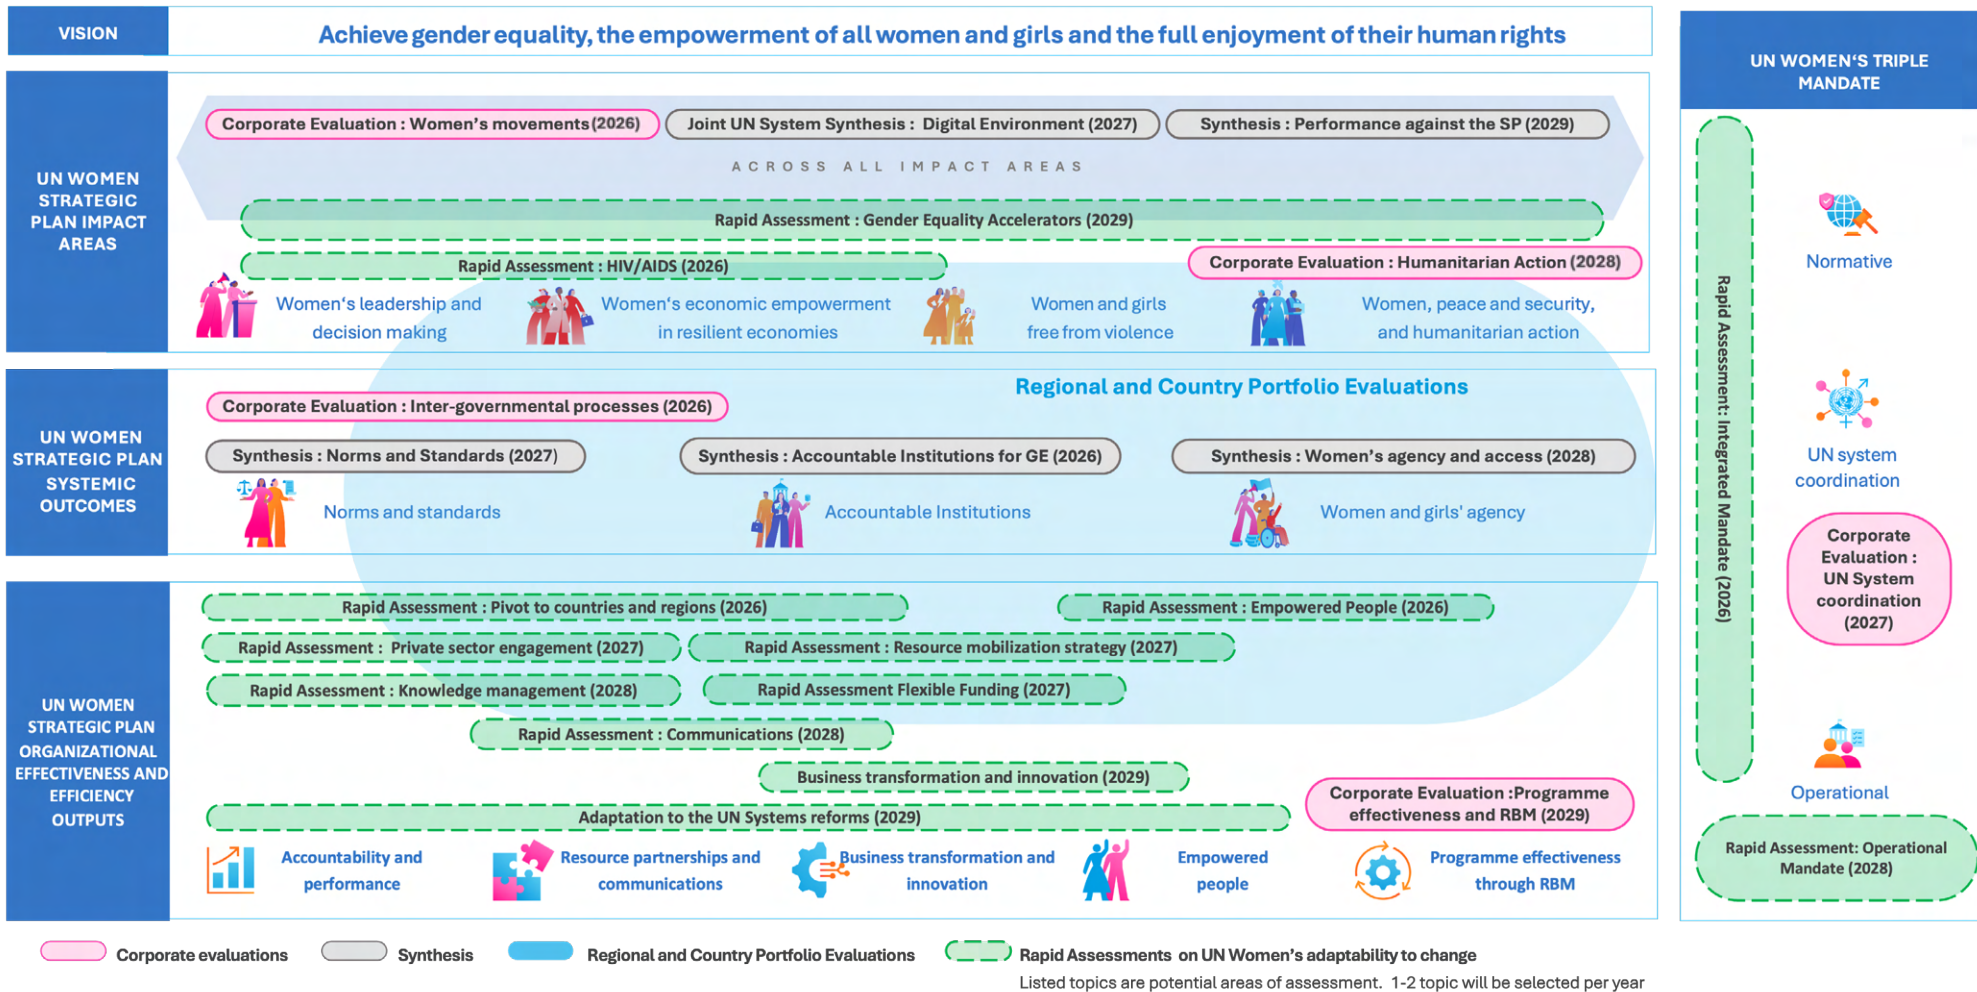 VISION
Achieve gender equality, the empowerment of all women and girls and the full enjoyment of their human rights
UN WOMEN
STRATEGIC
PLAN IMPACT
AREAS
Corporate Evaluation : Women's movements (2026)
Joint UN System Synthesis : Digital Environment (2027)
Synthesis : Performance against the SP (2029)
ACROSS ALL IMPACT AREAS
Rapid Assessment : Gender Equality Accelerators (2029)
Rapid Assessment : HIV/AIDS (2026)
Corporate Evaluation : Humanitarian Action (2028)
Women's leadership and
decision making
Women's economic empowerment
in resilient economies
Women and girls
free from violence
Women, peace and security,
and humanitarian action
UN WOMEN
STRATEGIC PLAN
SYSTEMIC
OUTCOMES
Regional and Country Portfolio Evaluations
Corporate Evaluation : Inter-governmental processes (2026)
Synthesis : Norms and Standards (2027)
Synthesis : Accountable Institutions for GE (2026)
Synthesis : Women's agency and access (2028)
Norms and standards
Accountable Institutions
Women and girls' agency
UN WOMEN
STRATEGIC PLAN
ORGANIZATIONAL
EFFECTIVENESS AND
EFFICIENCY
OUTPUTS
Rapid Assessment : Pivot to countries and regions (2026)
Rapid Assessment : Empowered People (2026)
Rapid Assessment : Private sector engagement (2027)
Rapid Assessment : Resource mobilization strategy (2027)
Rapid Assessment : Knowledge management (2028)
Rapid Assessment Flexible Funding (2027)
Rapid Assessment : Communications (2028)
Business transformation and innovation (2029)
Adaptation to the UN Systems reforms (2029)
Corporate Evaluation :Programme
effectiveness and RBM (2029)
Accountability and
performance
Resource partnerships and
communications
Business transformation and
innovation
Empowered
people
Programme effectiveness
through RBM
UN WOMEN'S TRIPLE
MANDATE
Rapid Assessment: Integrated Mandate (2026)
Normative
UN system
coordination
Corporate
Evaluation :
UN System
coordination
(2027)
Operational
Rapid Assessment: Operational
Mandate (2028)
Corporate evaluations
Synthesis
Regional and Country Portfolio Evaluations
Rapid Assessments on UN Women's adaptability to change
Listed topics are potential areas of assessment. 1-2 topic will be selected per year